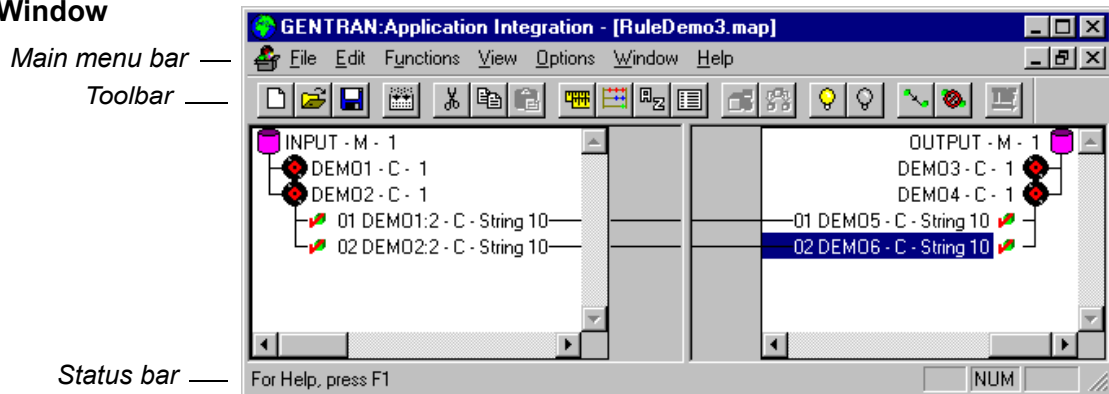 Window
GENTRAN:Application Integration - [RuleDemo3.map]
Main menu bar
File Edit Functions View Options Window Help
Toolbar
INPUT - M - 1
DEMO1 - C - 1
DEMO2 - C - 1
01 DEMO1:2 - C - String 10
02 DEMO2:2 - C - String 10
OUTPUT - M - 1
DEMO3 - C - 1
DEMO4 - C - 1
01 DEMO5 - C - String 10
02 DEMO6 - C - String 10
Status bar
For Help, press F1
NUM